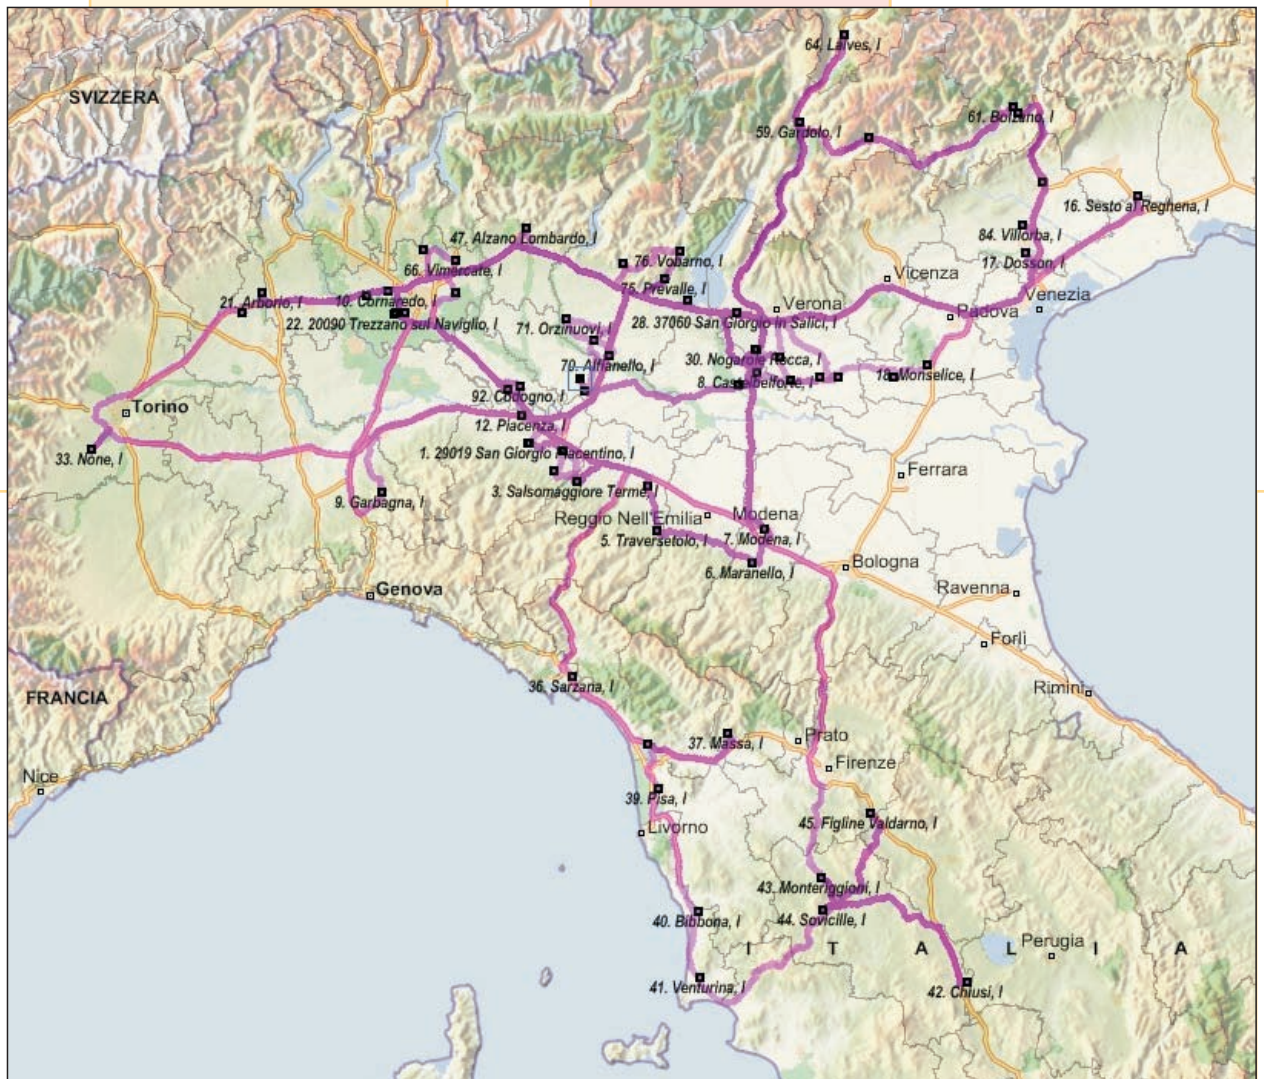 64. Laives, I
SVIZZERA
61. Bolzano, I
59. Gardolo, I
16. Sesto al Reghena, I
84. Villorba, I
47. Alzano Lombardo, I
76. Vobarno, I
17. Dosson, I
66. Vimercate, I
Vicenza
75. Prevalle, I
Venezia
21. Arborio, I
10. Cornaredo, I
Verona
Padova
22. 20090 Trezzano sul Naviglio, I
71. Orzinuovi, I
28. 37060 San Giorgio in Salici, I
70. Alfianello, I
30. Nogarole Rocca, I
18. Monselice, I
8. Castelbelforte, I
92. Codogno, I
Torino
12. Piacenza, I
33. None, I
1. 29019 San Giorgio Piacentino, I
Ferrara
3. Salsomaggiore Terme, I
9. Garbagna, I
Reggio Nell'Emilia
Modena
5. Traversetolo, I
7. Modena, I
Bologna
6. Maranello, I
Genova
Ravenna
Forlì
36. Sarzana, I
FRANCIA
Rimini
37. Massa, I
Prato
Firenze
Nice
39. Pisa, I
Livorno
45. Figline Valdarno, I
43. Monteriggioni, I
40. Bibbona, I
44. Sovicille, I
I T A L I A
Perugia
41. Venturina, I
42. Chiusi, I